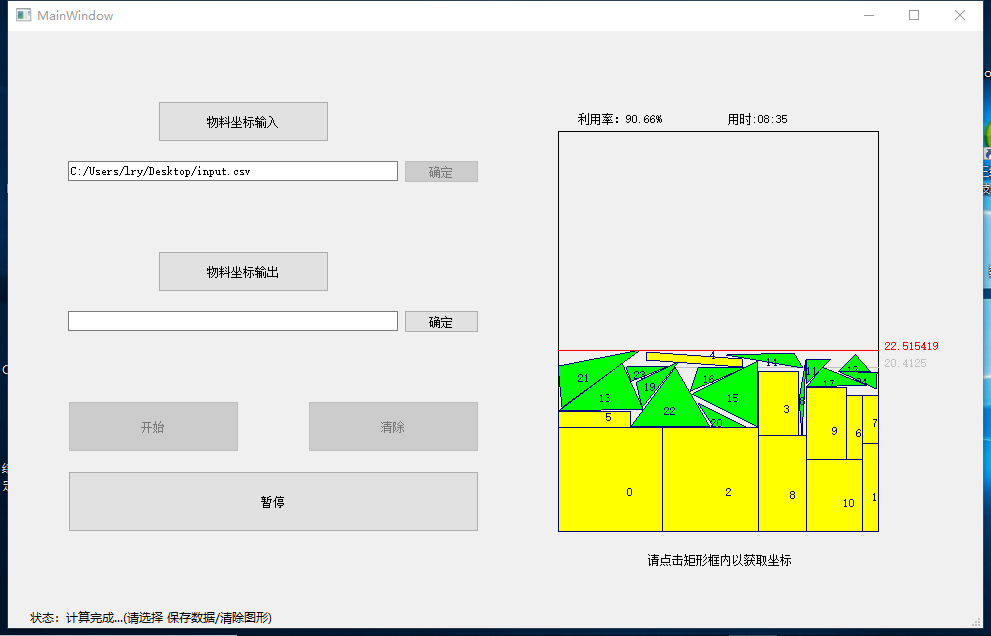 MainWindow
物料坐标输入
C:/Users/lry/Desktop/input.csv
确定
物料坐标输出
确定
开始
清除
暂停
状态: 计算完成...(请选择 保存数据/清除图形)
利用率: 90.66%
用时:08:35
22.515419
20.4125
4
14
21
23
19
16
11
12
17
24
13
15
3
5
22
20
9
6
7
0
2
8
10
1
请点击矩形框内以获取坐标